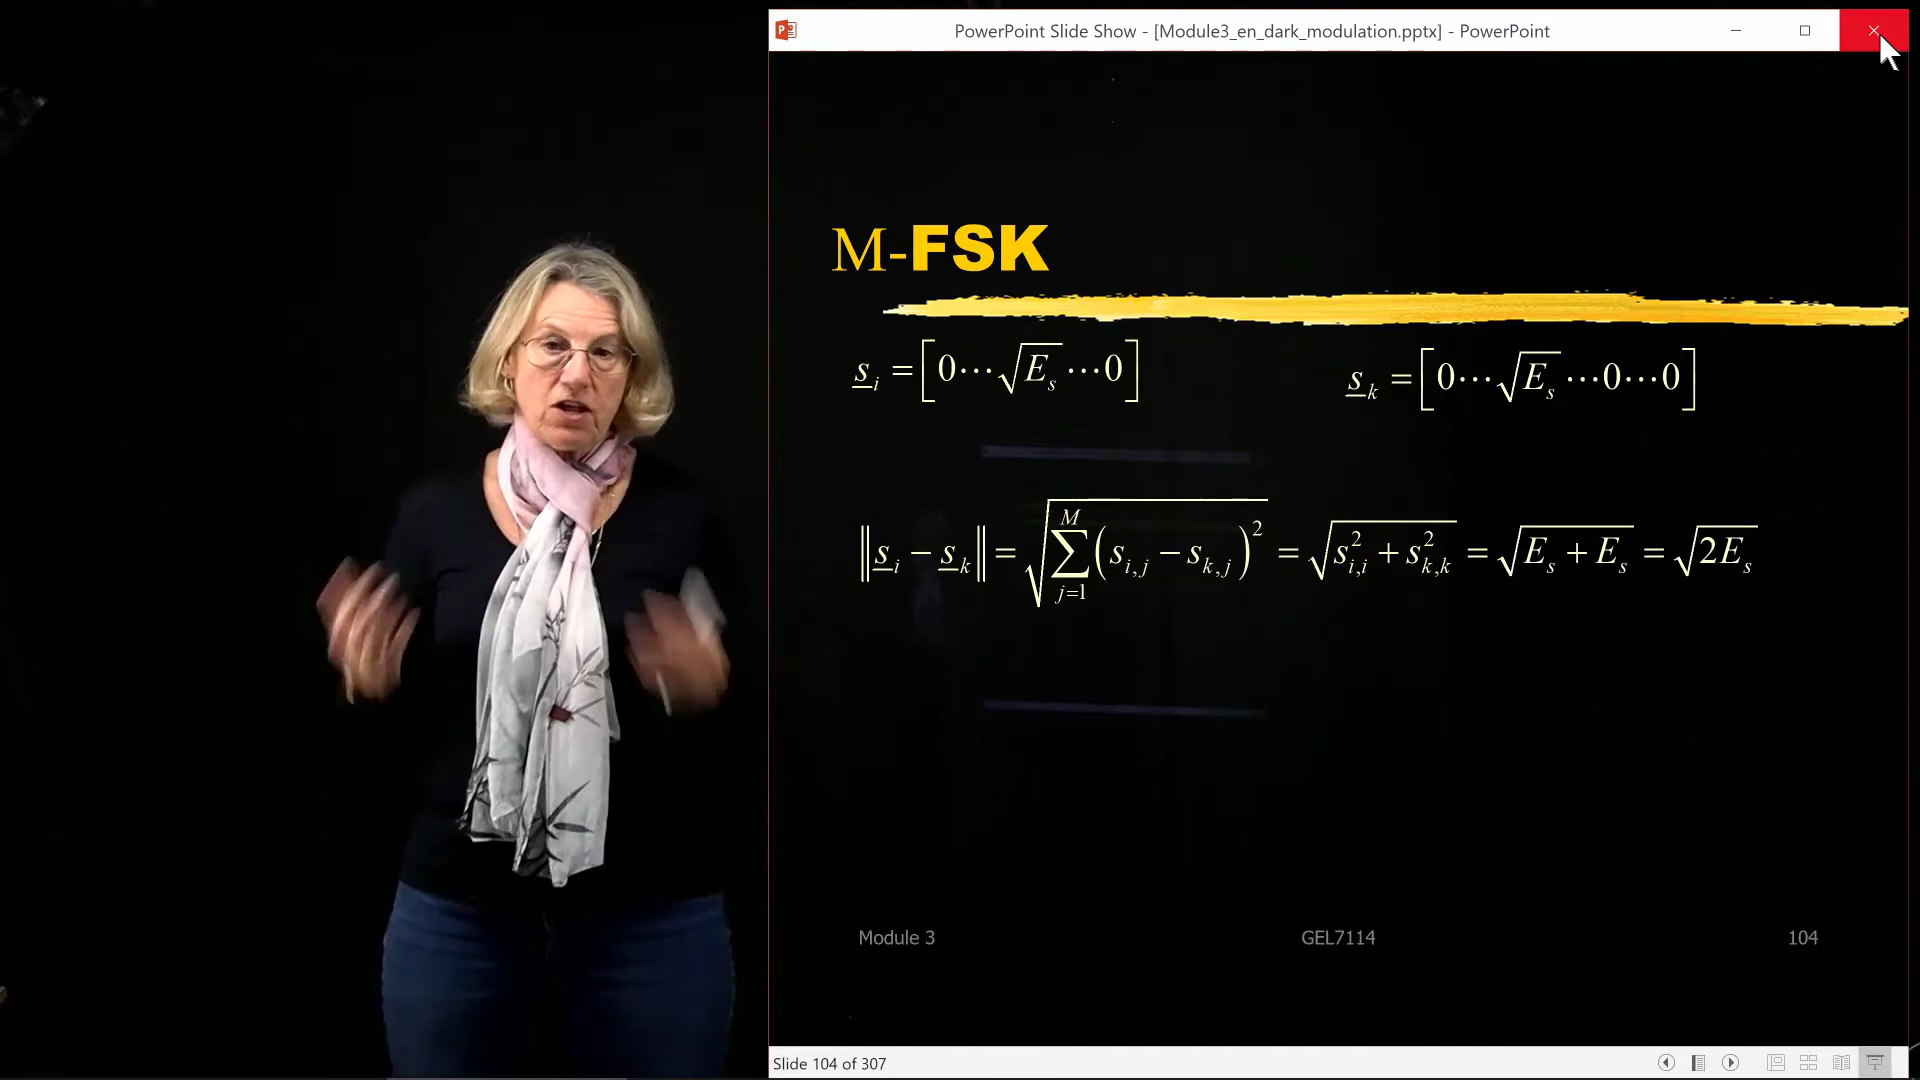 PowerPoint Slide Show - [Module3_en_dark_modulation.pptx] - PowerPoint
M-FSK
s_i = [0⋯√E_s⋯0]
s_k = [0⋯√E_s⋯0⋯0]
‖s_i − s_k‖ = √(∑_{j=1}^{M} (s_{i,j} − s_{k,j})²) = √(s²_{i,i} + s²_{k,k}) = √(E_s + E_s) = √(2E_s)
Module 3
GEL7114
104
Slide 104 of 307